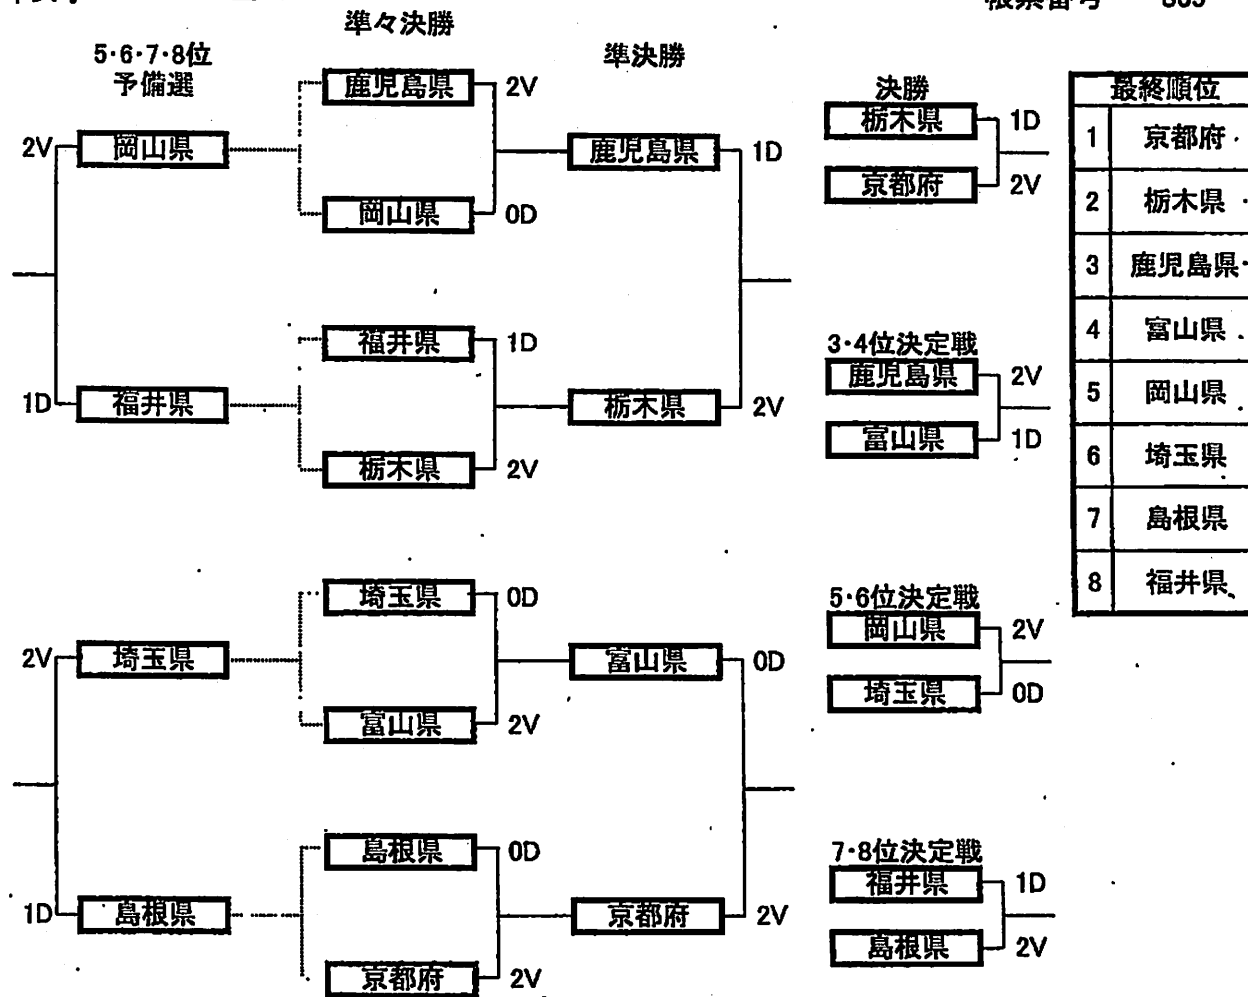 準々決勝
5・6・7・8位
予備選
準決勝
決勝
最終順位
鹿児島県 2V
岡山県 0D
2V 岡山県
鹿児島県 1D
福井県 1D
栃木県 2V
1D 福井県
栃木県 2V
埼玉県 0D
富山県 2V
2V 埼玉県
富山県 0D
島根県 0D
京都府 2V
1D 島根県
京都府 2V
栃木県 1D
京都府 2V
3・4位決定戦
鹿児島県 2V
富山県 1D
5・6位決定戦
岡山県 2V
埼玉県 0D
7・8位決定戦
福井県 1D
島根県 2V
1 京都府
2 栃木県
3 鹿児島県
4 富山県
5 岡山県
6 埼玉県
7 島根県
8 福井県